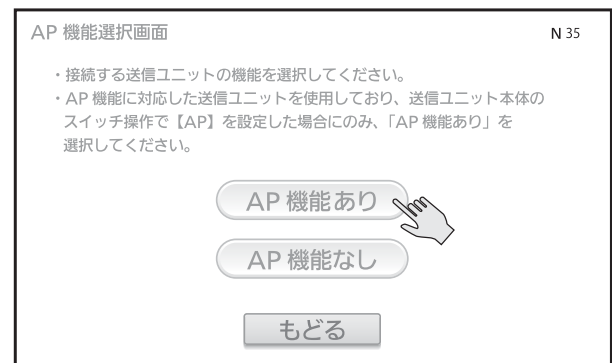 AP 機能選択画面
N 35
・接続する送信ユニットの機能を選択してください。
・AP 機能に対応した送信ユニットを使用しており、送信ユニット本体の
スイッチ操作で【AP】を設定した場合にのみ、「AP 機能あり」を
選択してください。
AP 機能あり
AP 機能なし
もどる